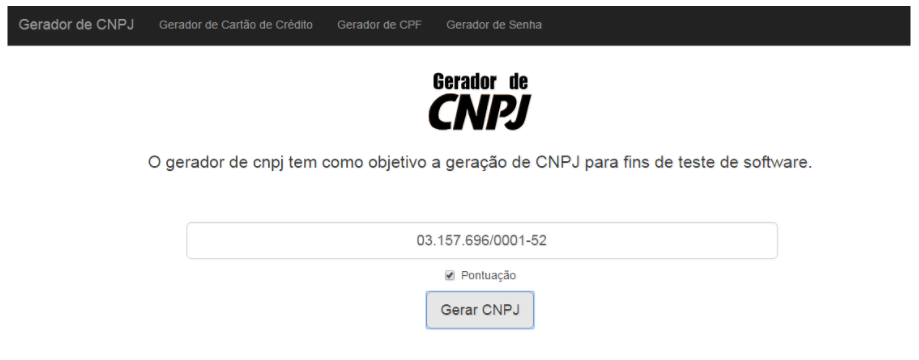 Gerador de CNPJ Gerador de Cartão de Crédito Gerador de CPF Gerador de Senha
Gerador de
CNPJ
O gerador de cnpj tem como objetivo a geração de CNPJ para fins de teste de software.
03.157.696/0001-52
Pontuação
Gerar CNPJ